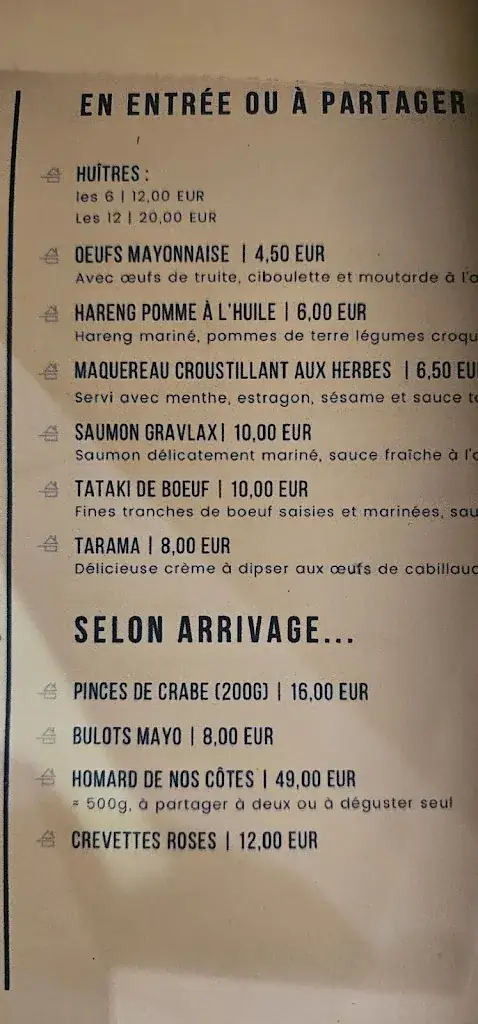 EN ENTRÉE OU À PARTAGER
HUÎTRES :
les 6 | 12,00 EUR
Les 12 | 20,00 EUR
OEUFS MAYONNAISE | 4,50 EUR
Avec œufs de truite, ciboulette et moutarde à
HARENG POMME À L'HUILE | 6,00 EUR
Hareng mariné, pommes de terre légumes
MAQUEREAU CROUSTILLANT AUX HERBES | 6,50
Servi avec menthe, estragon, sésame et sauce
SAUMON GRAVLAX| 10,00 EUR
Saumon délicatement mariné, sauce fraîche à
TATAKI DE BOEUF | 10,00 EUR
Fines tranches de boeuf saisies et marinées,
TARAMA | 8,00 EUR
Délicieuse crème à dipser aux œufs de
SELON ARRIVAGE...
PINCES DE CRABE (200G) | 16,00 EUR
BULOTS MAYO | 8,00 EUR
HOMARD DE NOS CÔTES | 49,00 EUR
≈ 500g, à partager à deux ou à déguster seul
CREVETTES ROSES | 12,00 EUR